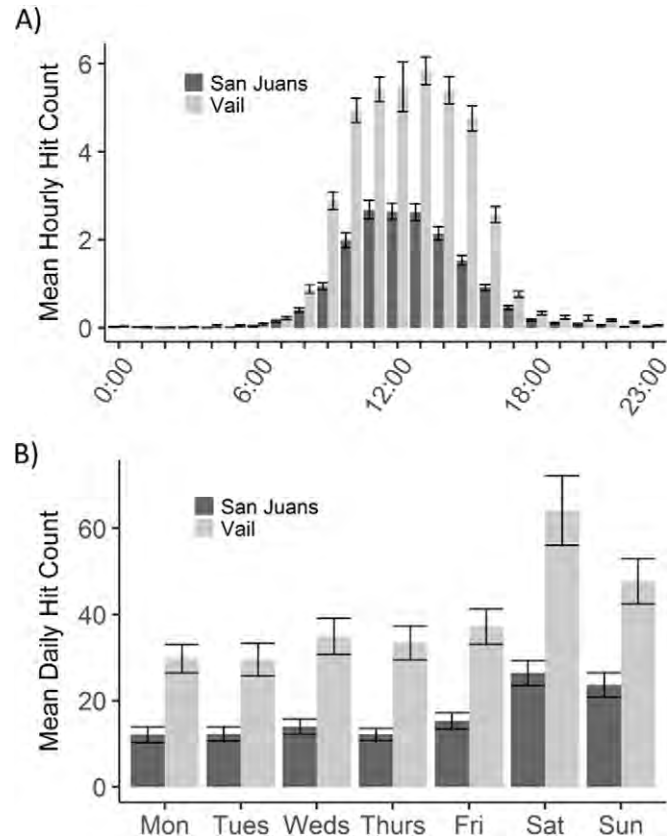 A)
Mean Hourly Hit Count
6
4
2
0
San Juans
Vail
0:00
6:00
12:00
18:00
23:00
B)
Mean Daily Hit Count
60
40
20
0
San Juans
Vail
Mon Tues Weds Thurs Fri Sat Sun